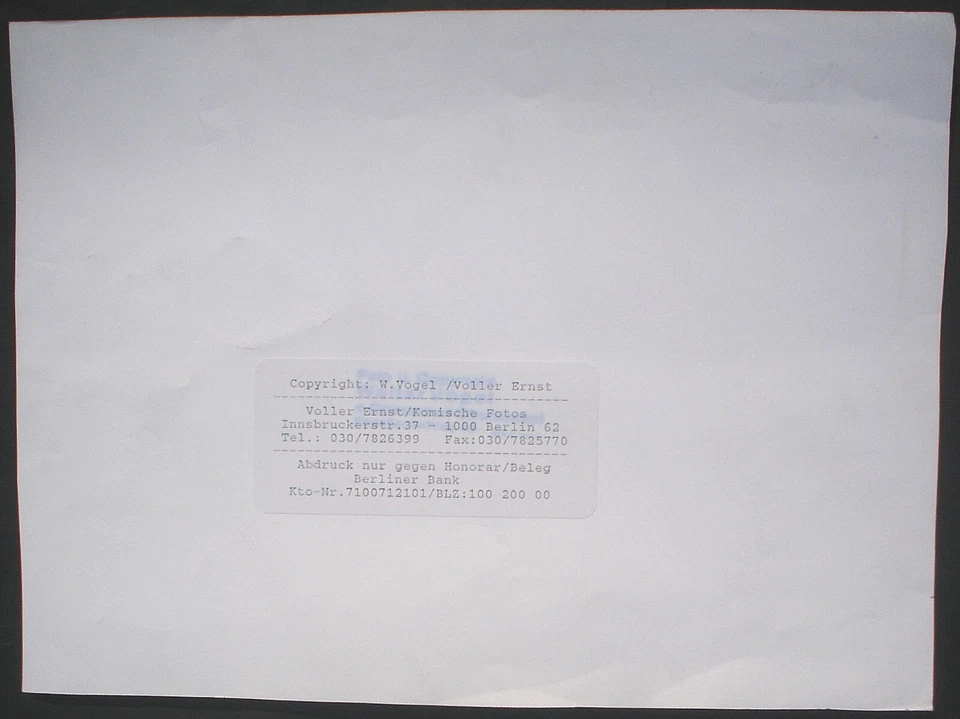 Copyright: W.Vogel /Voller Ernst
Voller Ernst/Komische Fotos
Innsbruckerstr.37 - 1000 Berlin 62
Tel.: 030/7826399 Fax:030/7825770
Abdruck nur gegen Honorar/Beleg
Berliner Bank
Kto-Nr.7100712101/BLZ:100 200 00